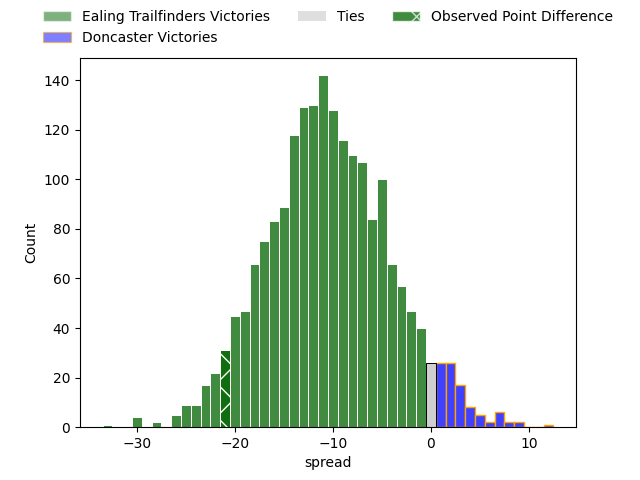 Ealing Trailfinders Victories
Ties
Observed Point Difference
Doncaster Victories
140
120
100
80
60
40
20
0
Count
−30
−20
−10
0
10
spread